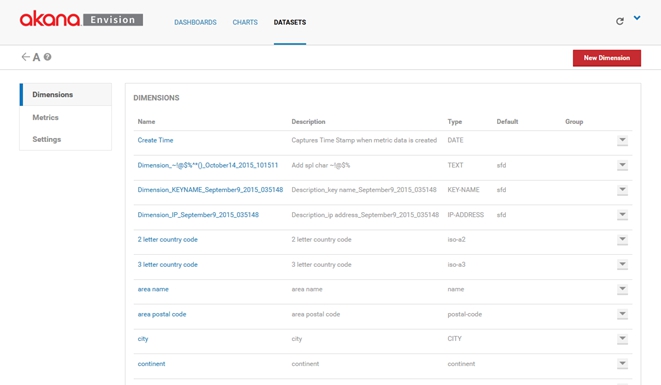 akana Envision DASHBOARDS CHARTS DATASETS
A ?
New Dimension
Dimensions
Metrics
Settings
DIMENSIONS
Name Description Type Default Group
Create Time Captures Time Stamp when metric data is created DATE
Dimension_~!@$%^*()_October14_2015_101511 Add spl char ~!@$% TEXT sfd
Dimension_KEYNAME_September9_2015_035148 Description_key name_September9_2015_035148 KEY-NAME sfd
Dimension_IP_September9_2015_035148 Description_ip address_September9_2015_035148 IP-ADDRESS sfd
2 letter country code 2 letter country code iso-a2
3 letter country code 3 letter country code iso-a3
area name area name name
area postal code area postal code postal-code
city city CITY
continent continent continent